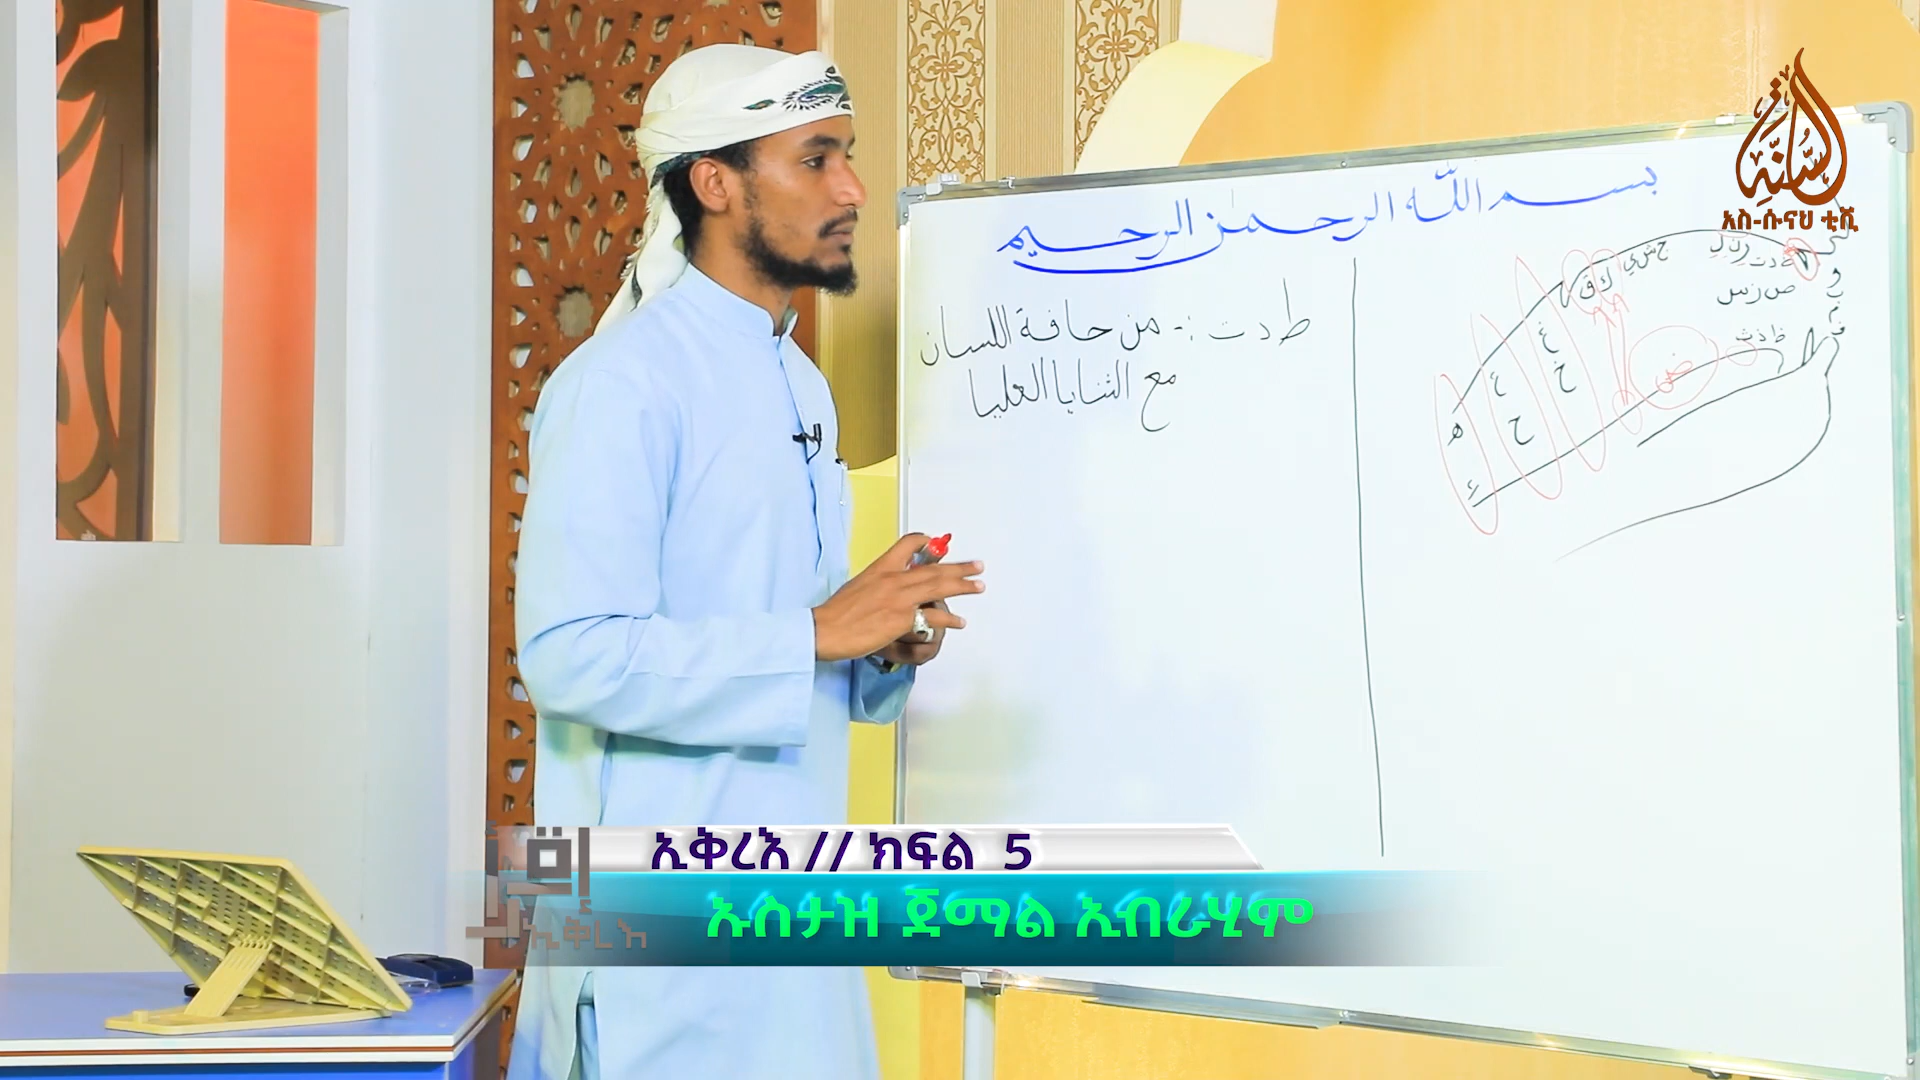 السُّنَّة
አስ-ሱናህ ቲቪ
بسم الله الرحمن الرحيم
ط د ت :- من حافة اللسان
مع الثنايا العليا
ج ش ي
ك ق
ص ز س
ظ ذ ث
ض
غ
خ
ع
ح
ه
ء
ኢቅረእ // ክፍል 5
ኡስታዝ ጀማል ኢብራሂም
ኢቅረእ